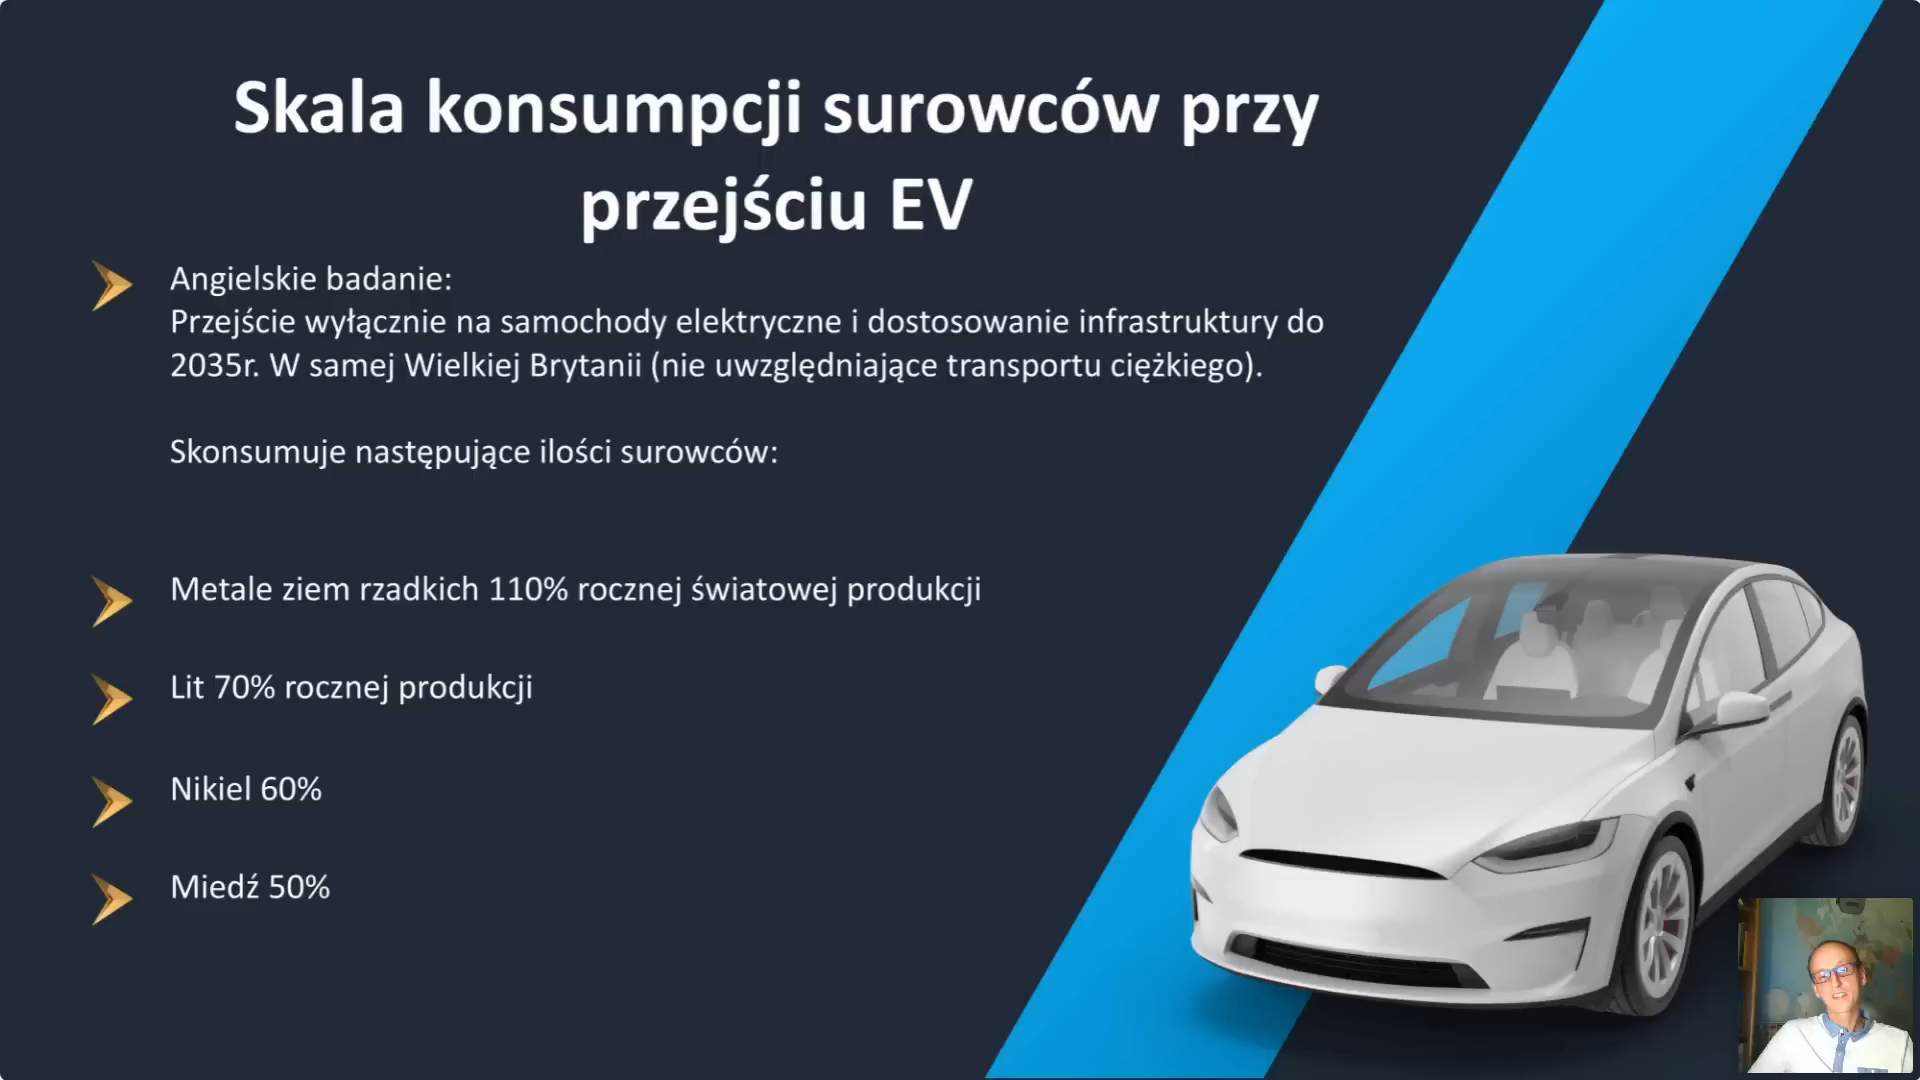 Skala konsumpcji surowców przy
przejściu EV
Angielskie badanie:
Przejście wyłącznie na samochody elektryczne i dostosowanie infrastruktury do
2035r. W samej Wielkiej Brytanii (nie uwzględniające transportu ciężkiego).
Skonsumuje następujące ilości surowców:
Metale ziem rzadkich 110% rocznej światowej produkcji
Lit 70% rocznej produkcji
Nikiel 60%
Miedź 50%